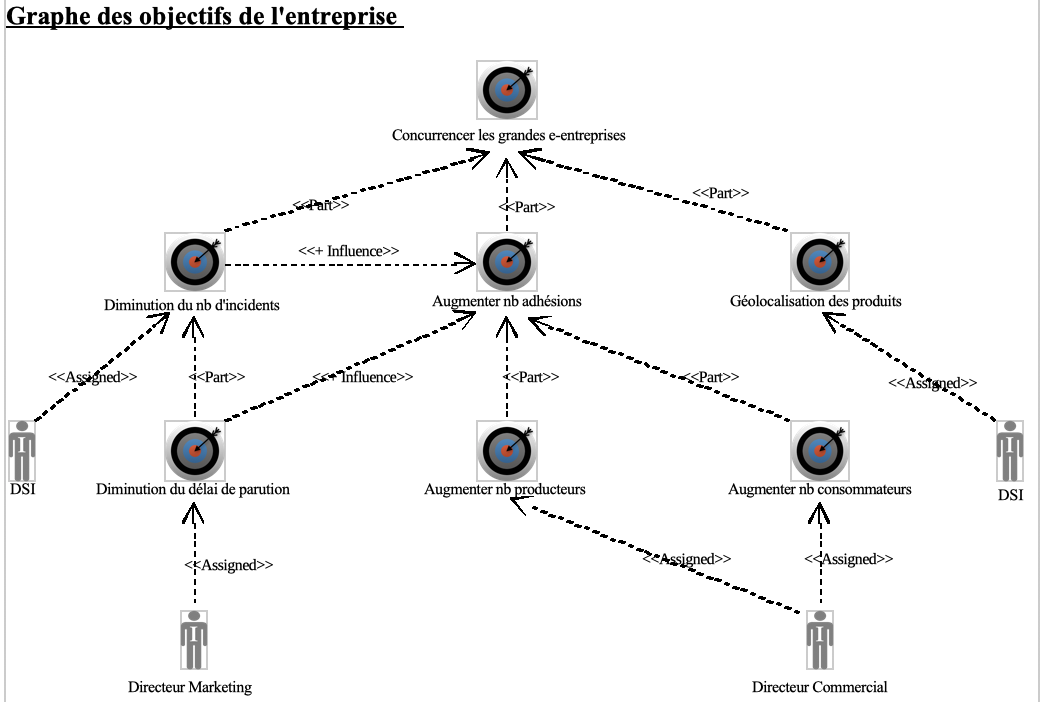 Graphe des objectifs de l'entreprise
Concurrencer les grandes e-entreprises
<<Part>>
<<Part>>
<<Part>>
<<+ Influence>>
Diminution du nb d'incidents
Augmenter nb adhésions
Géolocalisation des produits
<<Assigned>>
<<Part>>
<<+ Influence>>
<<Part>>
<<Part>>
<<Assigned>>
DSI
Diminution du délai de parution
Augmenter nb producteurs
Augmenter nb consommateurs
DSI
<<Assigned>>
<<Assigned>>
<<Assigned>>
Directeur Marketing
Directeur Commercial